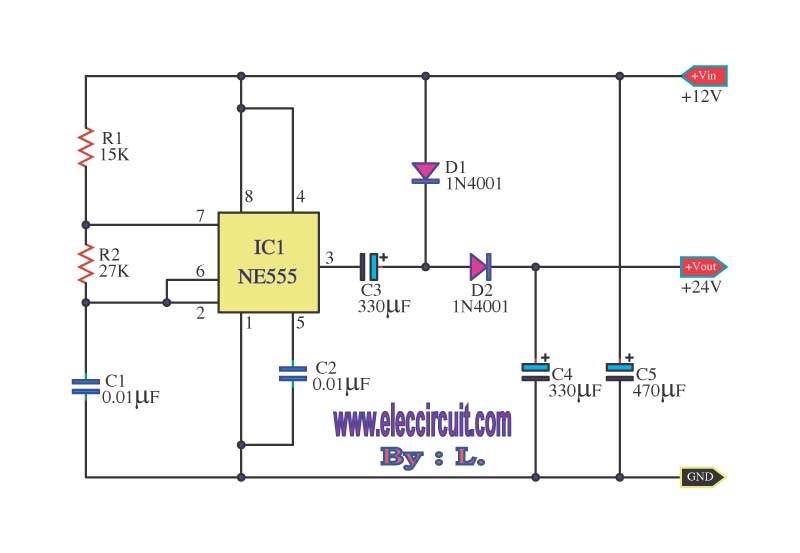 +Vin
+12V
R1
15K
D1
1N4001
8
4
7
IC1
NE555
R2
27K
6
3
+
+Vout
+24V
C3
330µF
D2
1N4001
2
1
5
+
+
C1
0.01µF
C2
0.01µF
C4
330µF
C5
470µF
www.eleccircuit.com
By : L.
GND